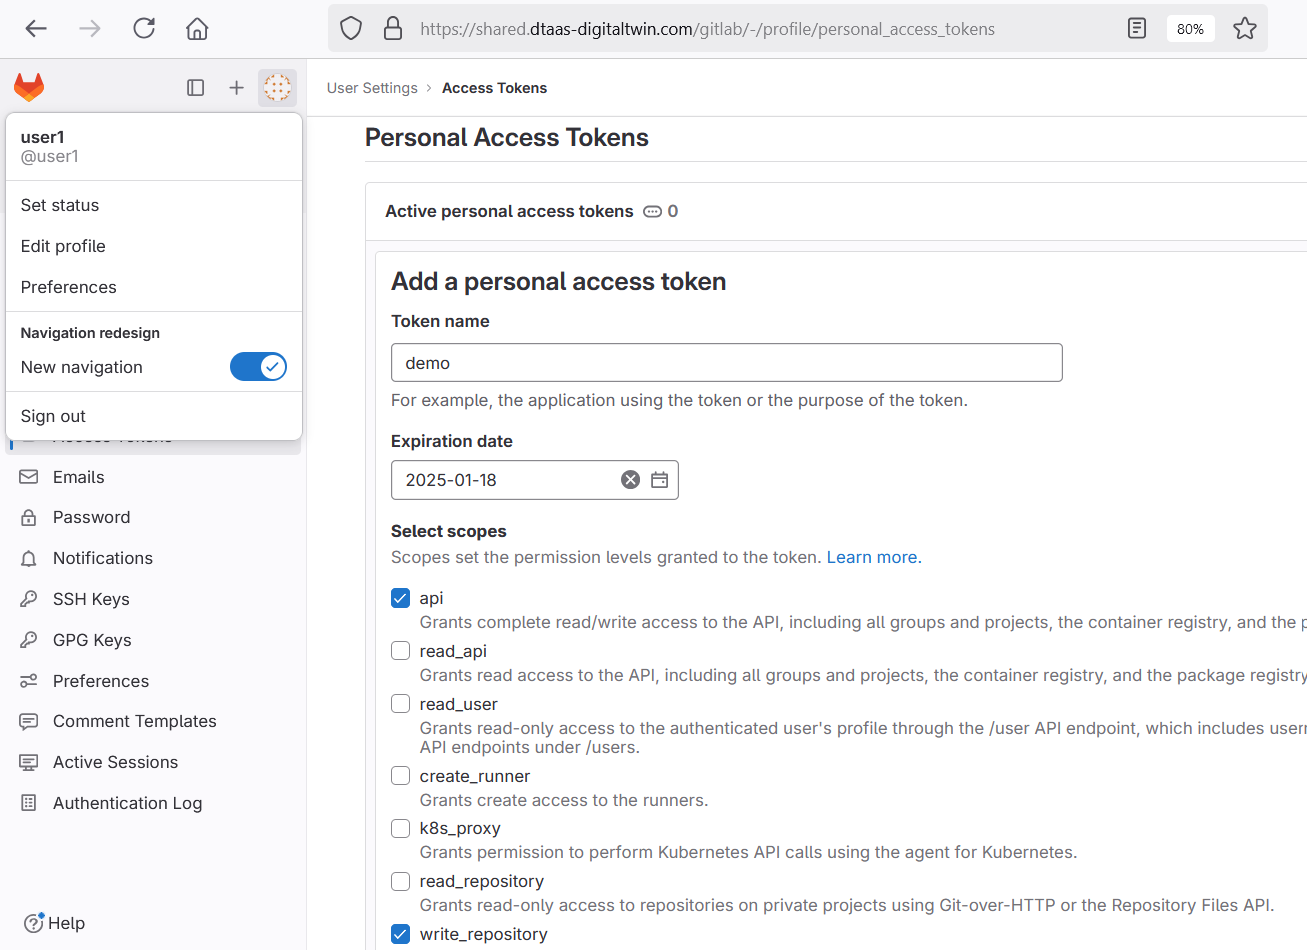 https://shared.dtaas-digitaltwin.com/gitlab/-/profile/personal_access_tokens
80%
User Settings › Access Tokens
user1
@user1
Set status
Edit profile
Preferences
Navigation redesign
New navigation
Sign out
Access Tokens
Emails
Password
Notifications
SSH Keys
GPG Keys
Preferences
Comment Templates
Active Sessions
Authentication Log
Help
Personal Access Tokens
Active personal access tokens 0
Add a personal access token
Token name
demo
For example, the application using the token or the purpose of the token.
Expiration date
2025-01-18
Select scopes
Scopes set the permission levels granted to the token. Learn more.
api
Grants complete read/write access to the API, including all groups and projects, the container registry, and the
read_api
Grants read access to the API, including all groups and projects, the container registry, and the package registry
read_user
Grants read-only access to the authenticated user's profile through the /user API endpoint, which includes
API endpoints under /users.
create_runner
Grants create access to the runners.
k8s_proxy
Grants permission to perform Kubernetes API calls using the agent for Kubernetes.
read_repository
Grants read-only access to repositories on private projects using Git-over-HTTP or the Repository Files API.
write_repository